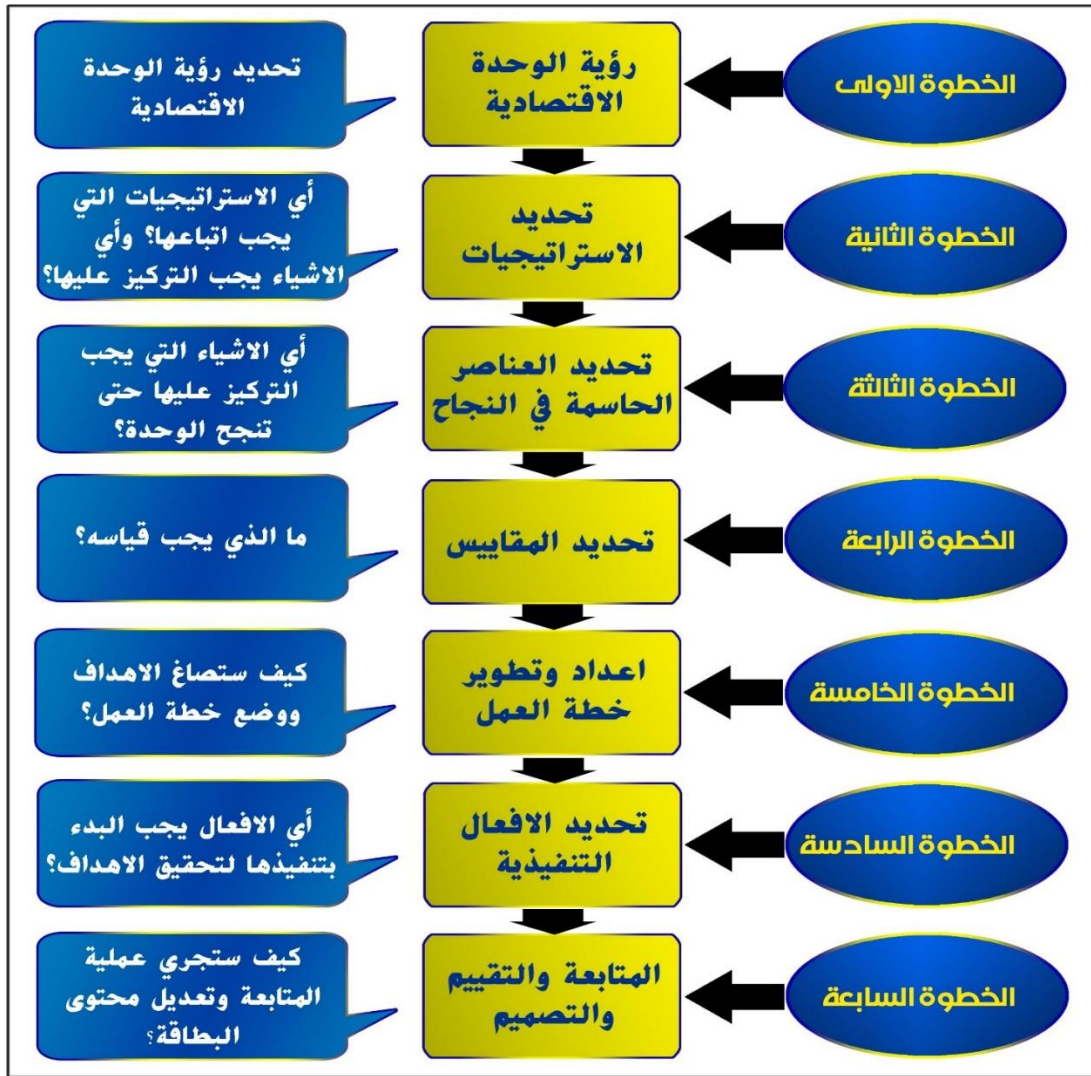 الخطوة الاولى
رؤية الوحدة
الاقتصادية
تحديد رؤية الوحدة
الاقتصادية
الخطوة الثانية
تحديد
الاستراتيجيات
أي الاستراتيجيات التي
يجب اتباعها؟ وأي
الاشياء يجب التركيز عليها؟
الخطوة الثالثة
تحديد العناصر
الحاسمة في النجاح
أي الاشياء التي يجب
التركيز عليها حتى
تنجح الوحدة؟
الخطوة الرابعة
تحديد المقاييس
ما الذي يجب قياسه؟
الخطوة الخامسة
اعداد وتطوير
خطة العمل
كيف ستصاغ الاهداف
ووضع خطة العمل؟
الخطوة السادسة
تحديد الافعال
التنفيذية
أي الافعال يجب البدء
بتنفيذها لتحقيق الاهداف؟
الخطوة السابعة
المتابعة والتقييم
والتصميم
كيف ستجري عملية
المتابعة وتعديل محتوى
البطاقة؟